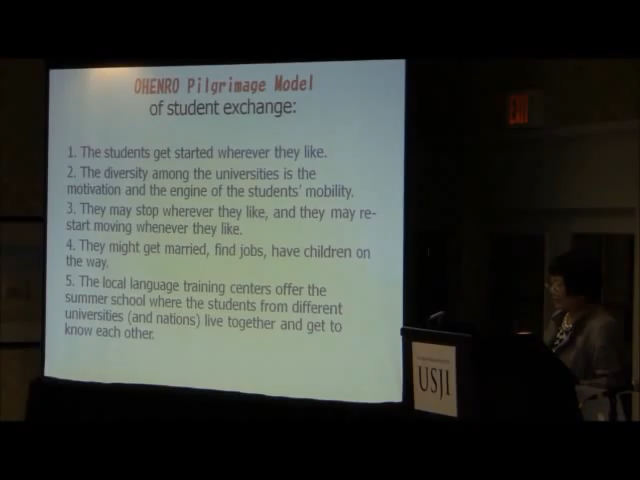 OHENRO Pilgrimage Model
of student exchange:
1. The students get started wherever they like.
2. The diversity among the universities is the
motivation and the engine of the students' mobility.
3. They may stop wherever they like, and they may re-
start moving whenever they like.
4. They might get married, find jobs, have children on
the way.
5. The local language training centers offer the
summer school where the students from different
universities (and nations) live together and get to
know each other.
EXIT
USJI